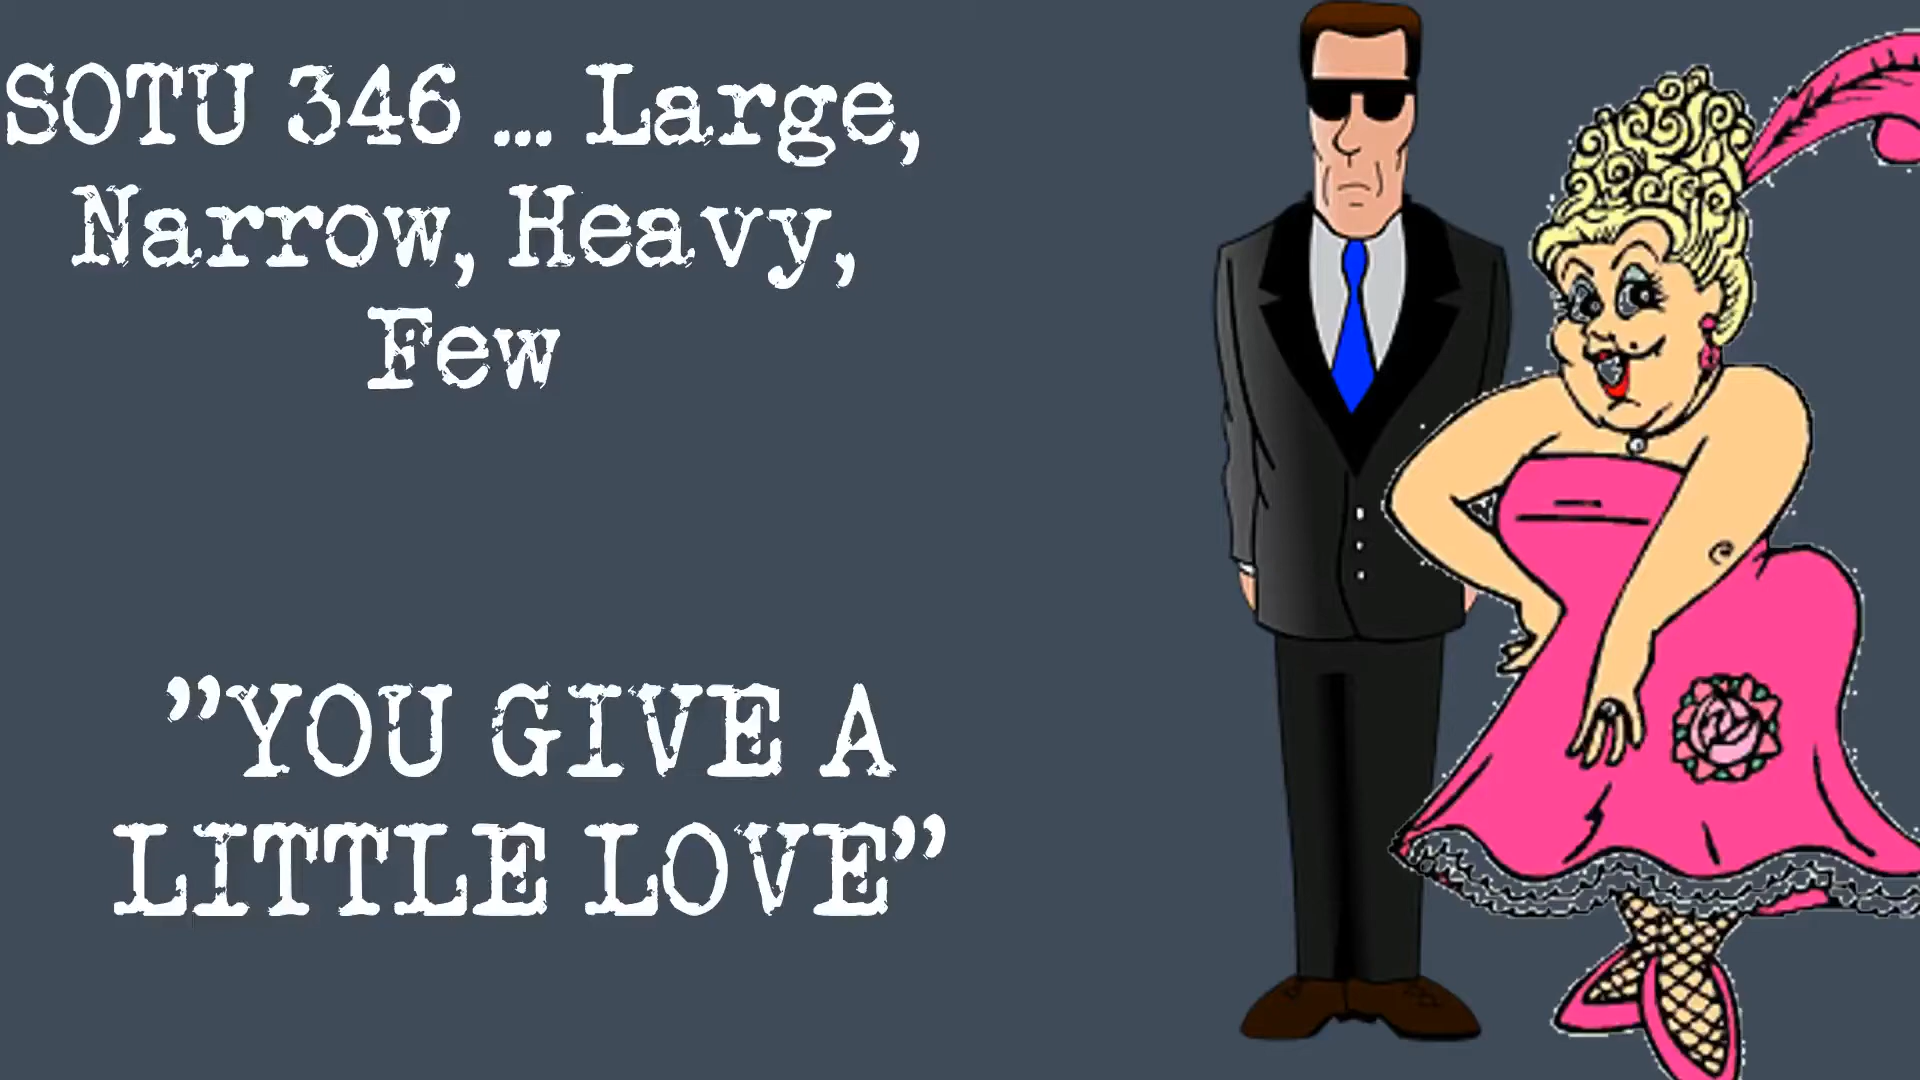 SOTU 346 ... Large,
Narrow, Heavy,
Few
”YOU GIVE A
LITTLE LOVE”